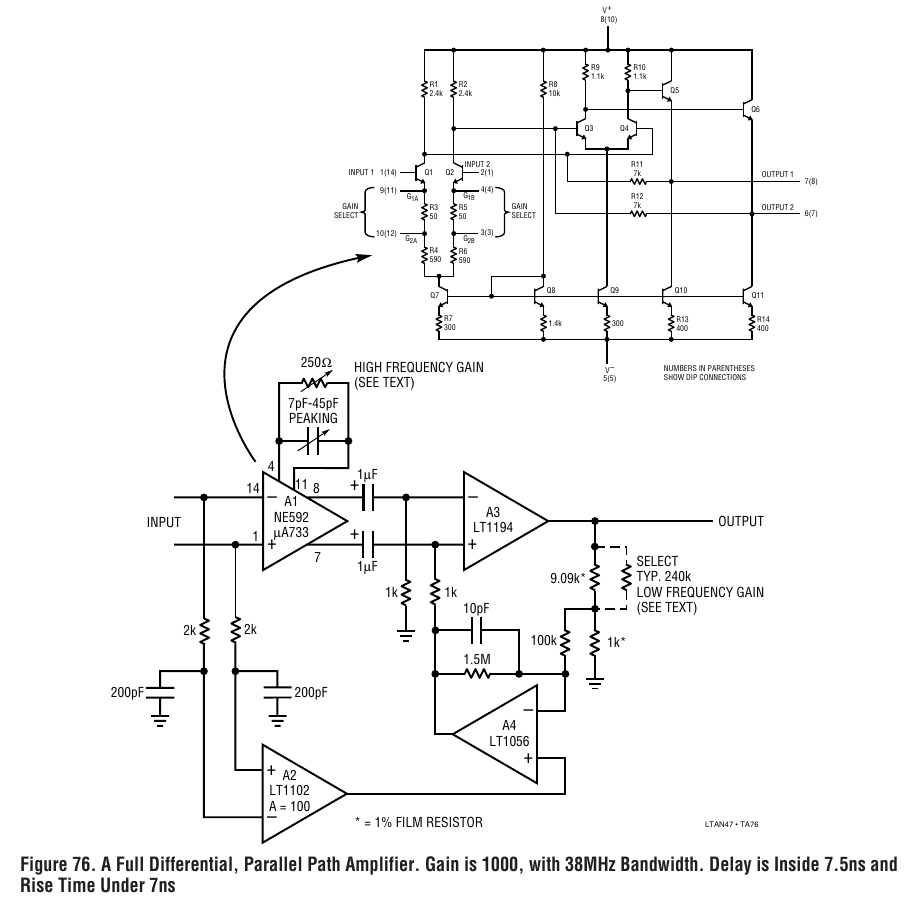 V+
8(10)
R1
2.4k
R2
2.4k
R8
10k
R9
1.1k
R10
1.1k
Q5
Q6
Q3
Q4
INPUT 1
1(14)
Q1
Q2
INPUT 2
2(1)
R11
7k
OUTPUT 1
7(8)
9(11)
G1A
G1B
4(4)
GAIN
SELECT
R3
50
R5
50
GAIN
SELECT
R12
7k
OUTPUT 2
6(7)
10(12)
G2A
G2B
3(3)
R4
590
R6
590
Q7
Q8
Q9
Q10
Q11
R7
300
1.4k
300
R13
400
R14
400
V–
5(5)
NUMBERS IN PARENTHESES
SHOW DIP CONNECTIONS
250Ω
HIGH FREQUENCY GAIN
(SEE TEXT)
7pF-45pF
PEAKING
4
11
8
14
–
A1
NE592
µA733
INPUT
1
+
7
+
1µF
+
1µF
–
A3
LT1194
+
OUTPUT
1k
1k
9.09k*
SELECT
TYP. 240k
LOW FREQUENCY GAIN
(SEE TEXT)
10pF
1.5M
100k
1k*
2k
2k
200pF
200pF
–
A4
LT1056
+
+
A2
LT1102
A = 100
–
* = 1% FILM RESISTOR
LTAN47 • TA76
Figure 76. A Full Differential, Parallel Path Amplifier. Gain is 1000, with 38MHz Bandwidth. Delay is Inside 7.5ns and
Rise Time Under 7ns